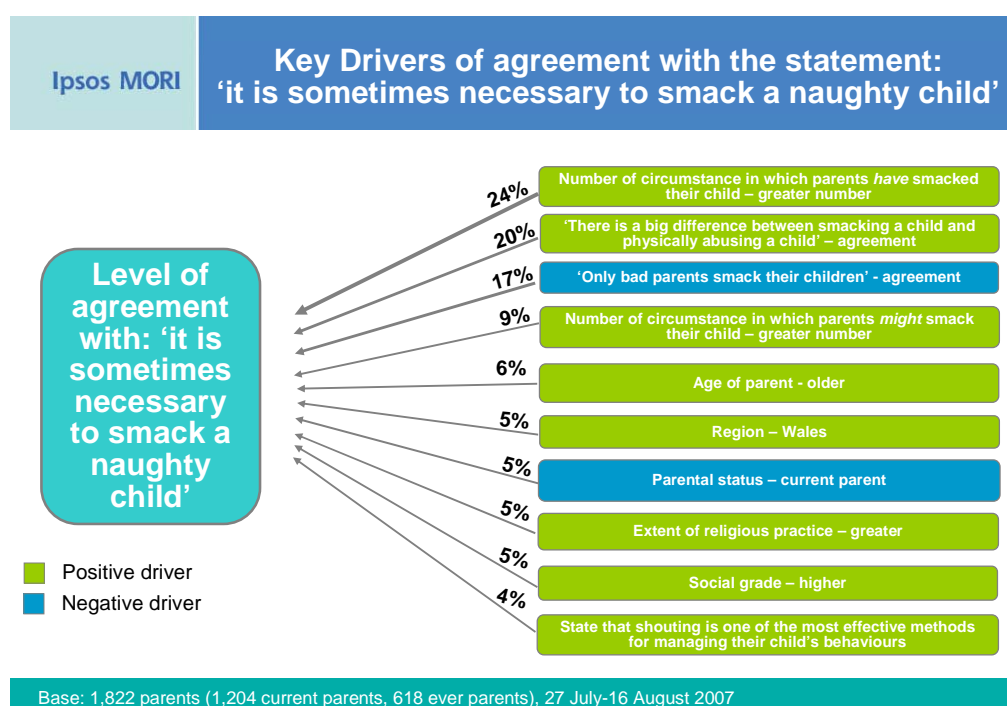 Ipsos MORI
Key Drivers of agreement with the statement:
‘it is sometimes necessary to smack a naughty child’
24%
Number of circumstance in which parents have smacked
their child – greater number
20%
‘There is a big difference between smacking a child and
physically abusing a child’ – agreement
17%
‘Only bad parents smack their children’ - agreement
9%
Number of circumstance in which parents might smack
their child – greater number
6%
Age of parent - older
5%
Region – Wales
5%
Parental status – current parent
5%
Extent of religious practice – greater
5%
Social grade – higher
4%
State that shouting is one of the most effective methods
for managing their child’s behaviours
Level of
agreement
with: ‘it is
sometimes
necessary
to smack a
naughty
child’
Positive driver
Negative driver
Base: 1,822 parents (1,204 current parents, 618 ever parents), 27 July-16 August 2007